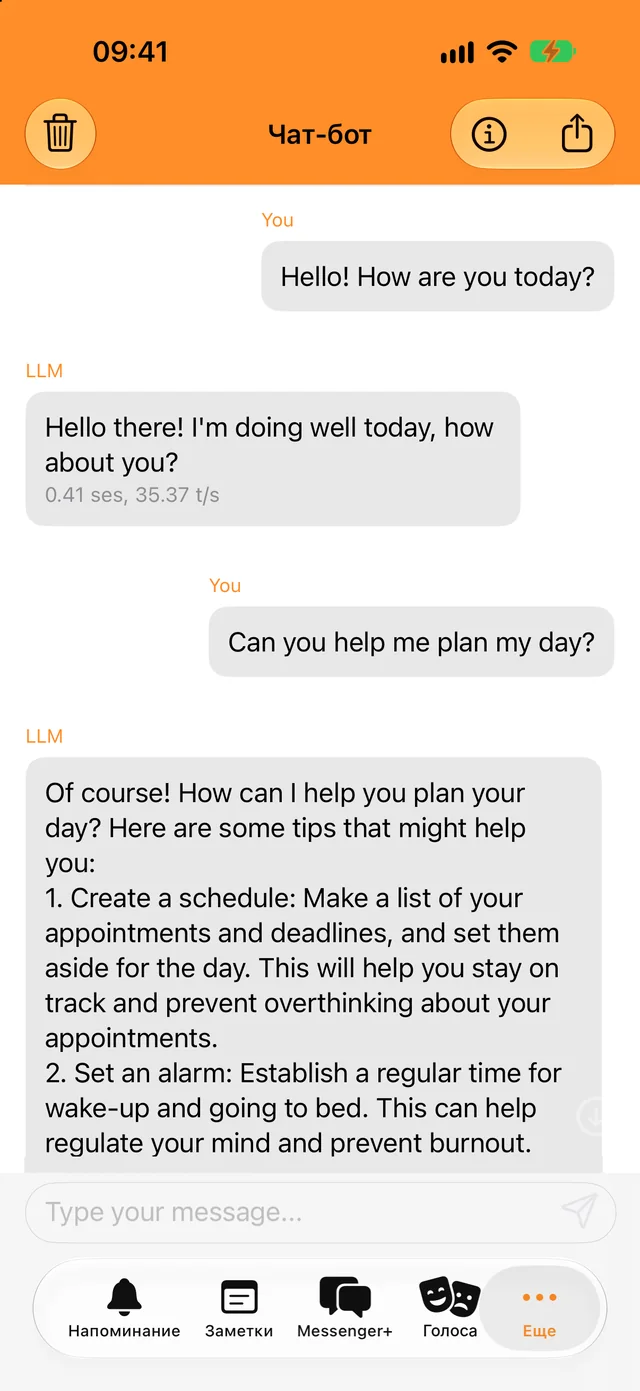 09:41
Чат-бот
You
Hello! How are you today?
LLM
Hello there! I'm doing well today, how
about you?
0.41 ses, 35.37 t/s
You
Can you help me plan my day?
LLM
Of course! How can I help you plan your
day? Here are some tips that might help
you:
1. Create a schedule: Make a list of your
appointments and deadlines, and set them
aside for the day. This will help you stay on
track and prevent overthinking about your
appointments.
2. Set an alarm: Establish a regular time for
wake-up and going to bed. This can help
regulate your mind and prevent burnout.
Type your message...
Напоминание
Заметки
Messenger+
Голоса
Еще